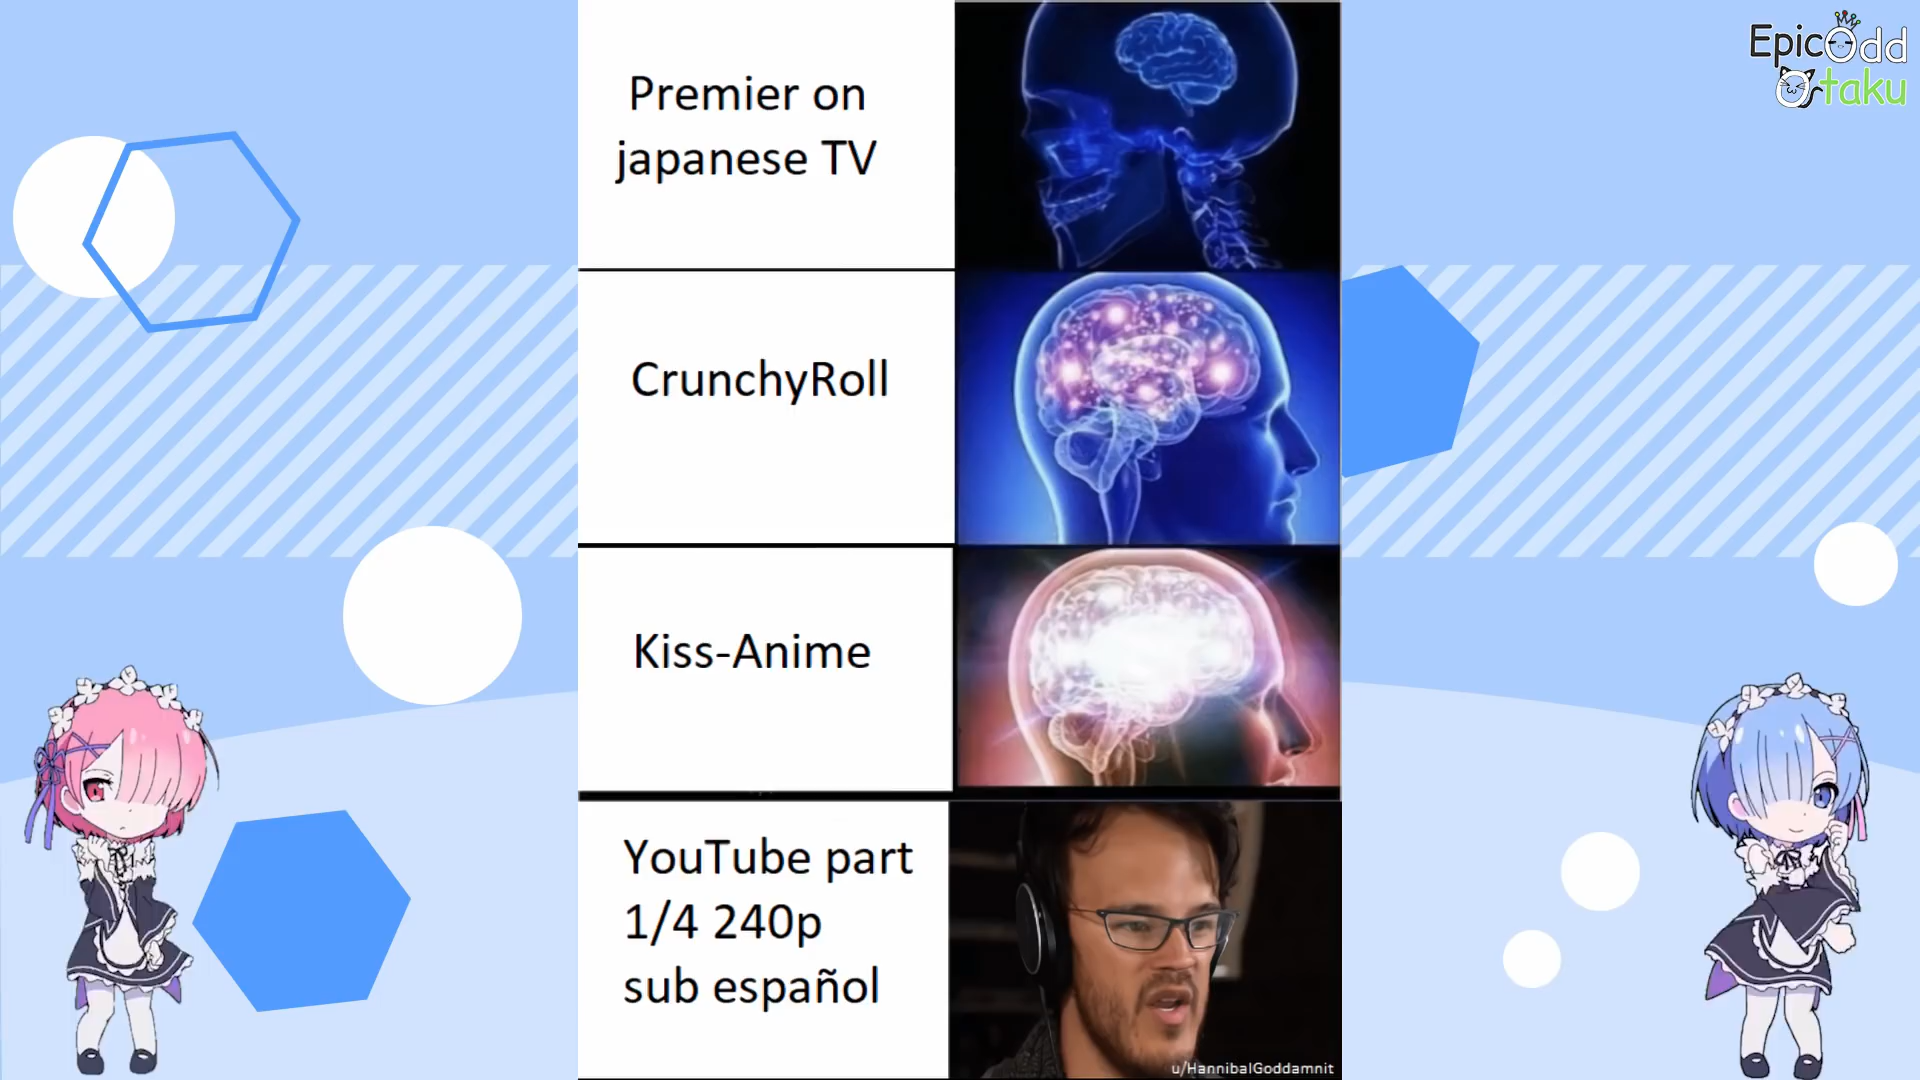 EpicOdd
Otaku
Premier on
japanese TV
CrunchyRoll
Kiss-Anime
YouTube part
1/4 240p
sub español
u/HannibalGoddamnit